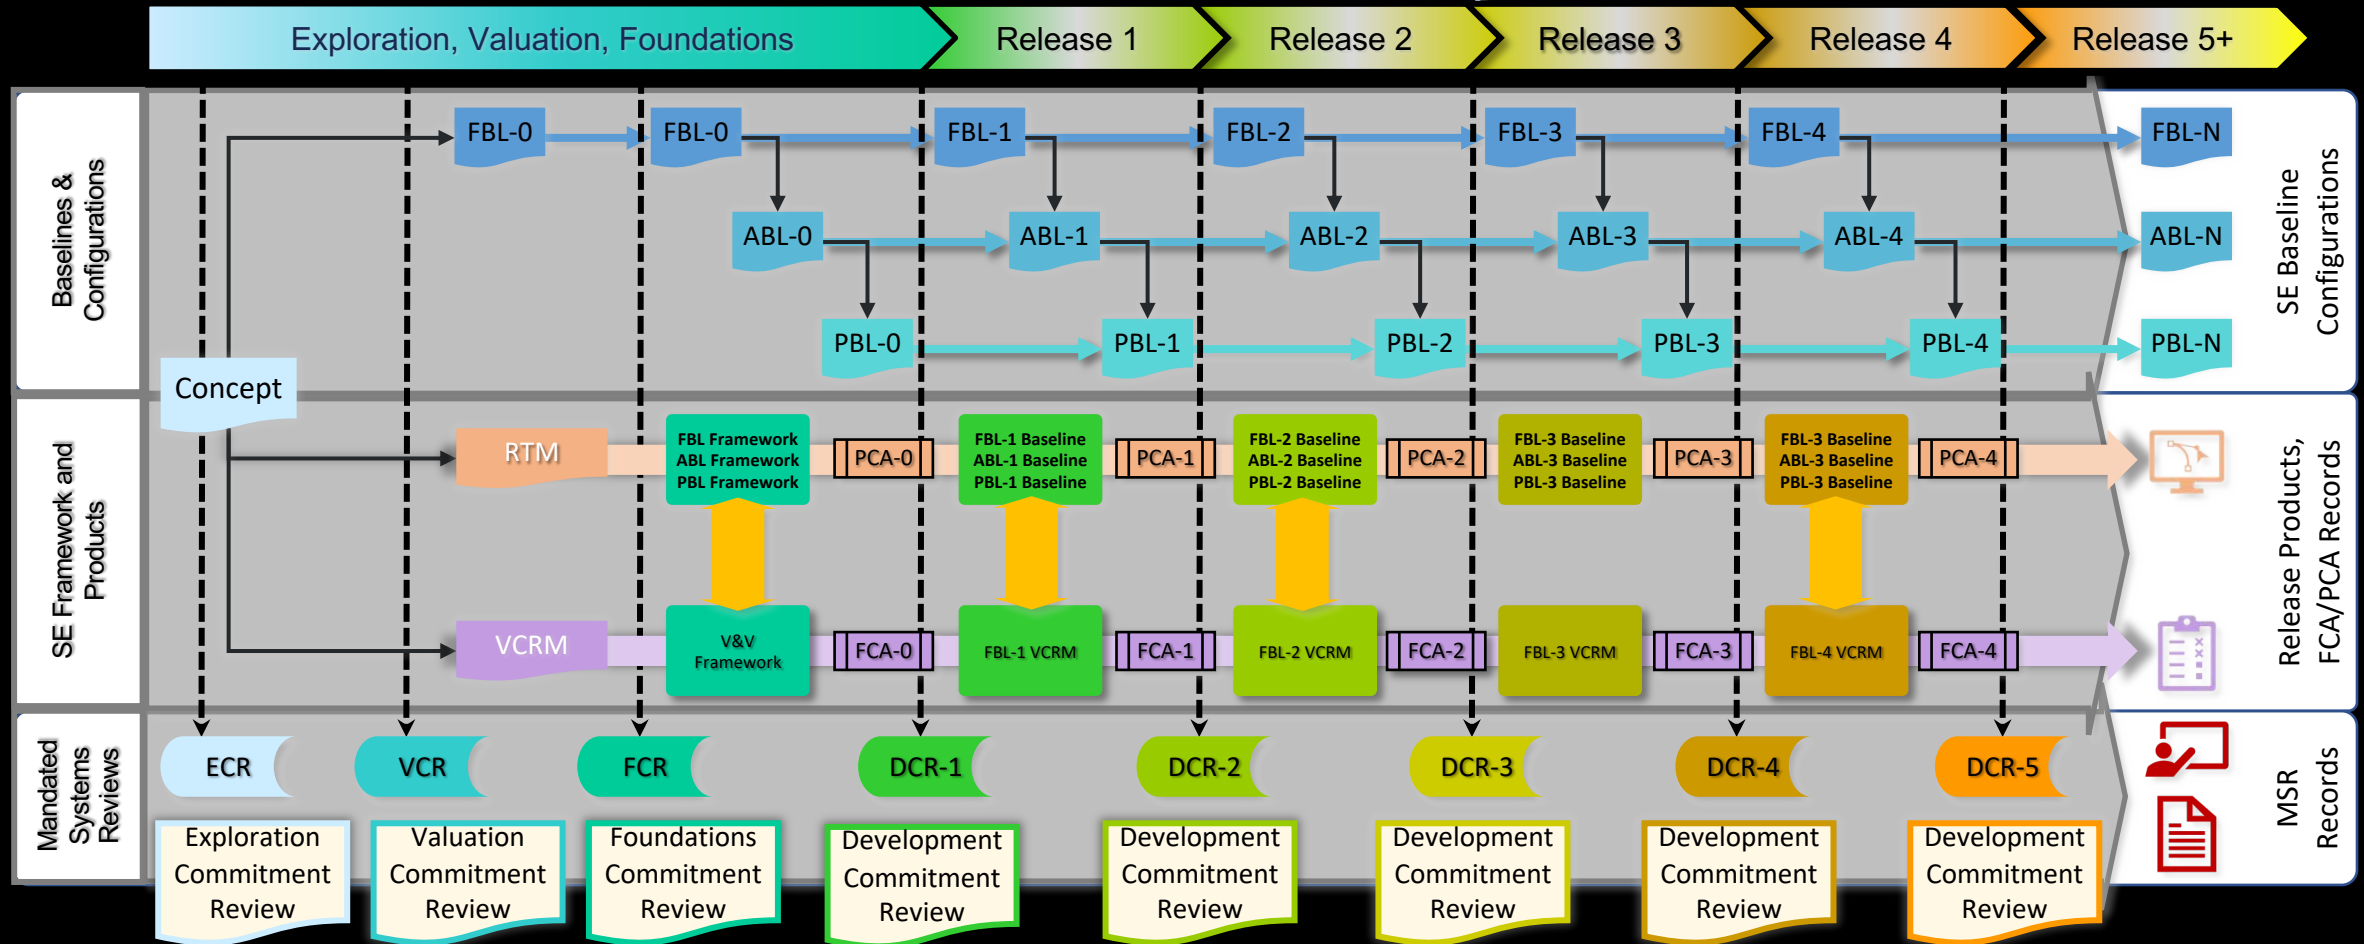 Exploration, Valuation, Foundations
Release 1
Release 2
Release 3
Release 4
Release 5+
Baselines &
Configurations
FBL-0
FBL-0
FBL-1
FBL-2
FBL-3
FBL-4
FBL-N
ABL-0
ABL-1
ABL-2
ABL-3
ABL-4
ABL-N
PBL-0
PBL-1
PBL-2
PBL-3
PBL-4
PBL-N
SE Baseline
Configurations
Concept
SE Framework and
Products
RTM
FBL Framework
ABL Framework
PBL Framework
PCA-0
FBL-1 Baseline
ABL-1 Baseline
PBL-1 Baseline
PCA-1
FBL-2 Baseline
ABL-2 Baseline
PBL-2 Baseline
PCA-2
FBL-3 Baseline
ABL-3 Baseline
PBL-3 Baseline
PCA-3
FBL-3 Baseline
ABL-3 Baseline
PBL-3 Baseline
PCA-4
VCRM
V&V
Framework
FCA-0
FBL-1 VCRM
FCA-1
FBL-2 VCRM
FCA-2
FBL-3 VCRM
FCA-3
FBL-4 VCRM
FCA-4
Release Products,
FCA/PCA Records
Mandated
Systems
Reviews
ECR
VCR
FCR
DCR-1
DCR-2
DCR-3
DCR-4
DCR-5
MSR
Records
Exploration
Commitment
Review
Valuation
Commitment
Review
Foundations
Commitment
Review
Development
Commitment
Review
Development
Commitment
Review
Development
Commitment
Review
Development
Commitment
Review
Development
Commitment
Review